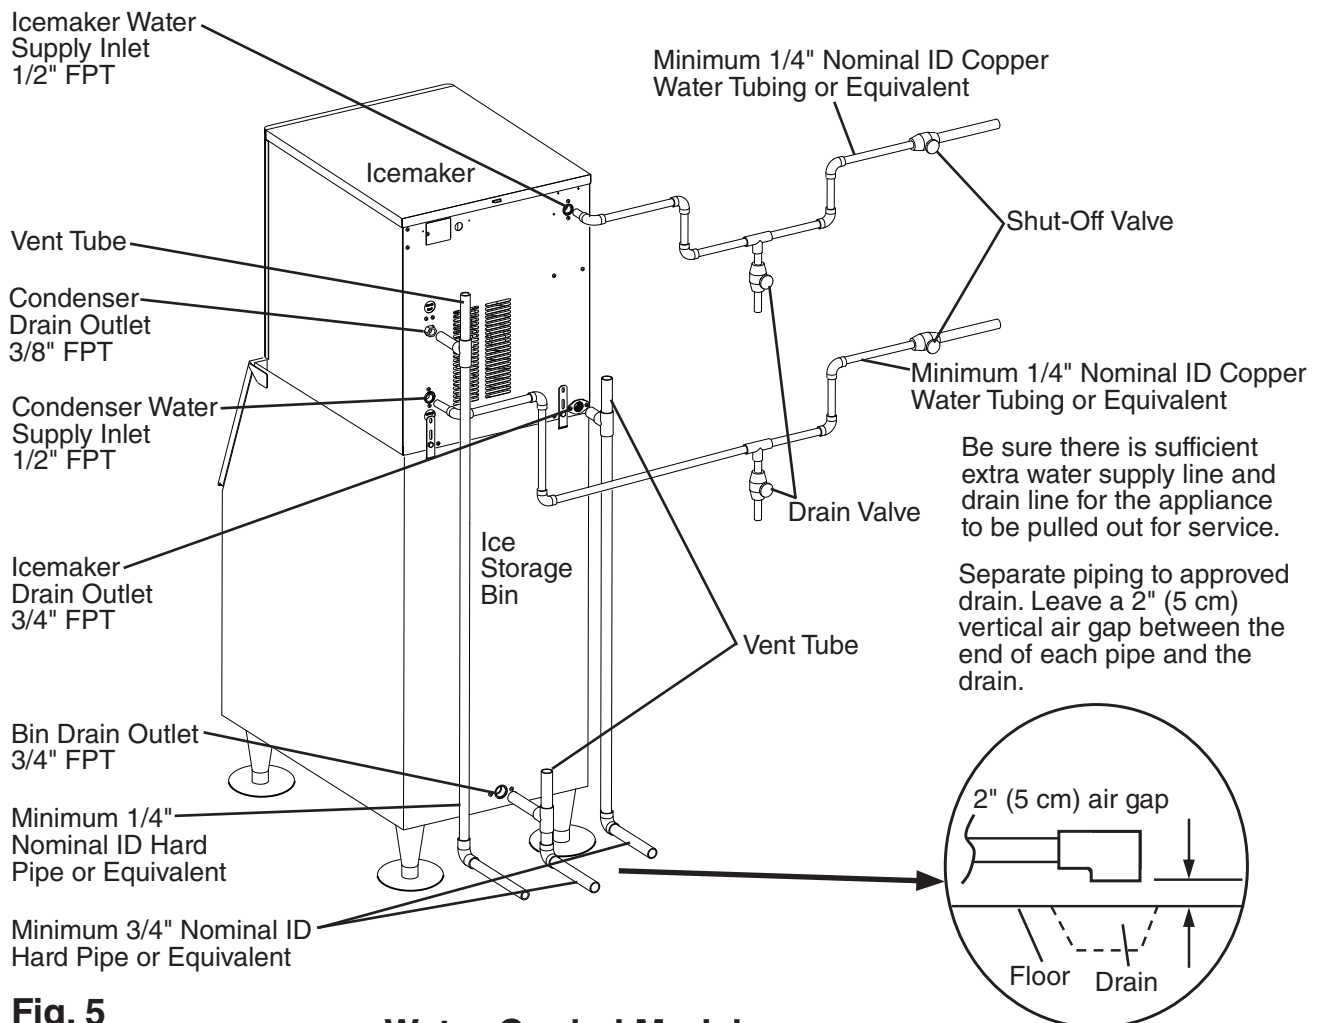 Icemaker Water
Supply Inlet
1/2" FPT
Minimum 1/4" Nominal ID Copper
Water Tubing or Equivalent
Icemaker
Shut-Off Valve
Vent Tube
Condenser
Drain Outlet
3/8" FPT
Minimum 1/4" Nominal ID Copper
Water Tubing or Equivalent
Condenser Water
Supply Inlet
1/2" FPT
Be sure there is sufficient
extra water supply line and
drain line for the appliance
to be pulled out for service.
Drain Valve
Ice
Storage
Bin
Icemaker
Drain Outlet
3/4" FPT
Separate piping to approved
drain. Leave a 2" (5 cm)
vertical air gap between the
end of each pipe and the
drain.
Vent Tube
Bin Drain Outlet
3/4" FPT
2" (5 cm) air gap
Minimum 1/4"
Nominal ID Hard
Pipe or Equivalent
Minimum 3/4" Nominal ID
Hard Pipe or Equivalent
Floor
Drain
Fig. 5